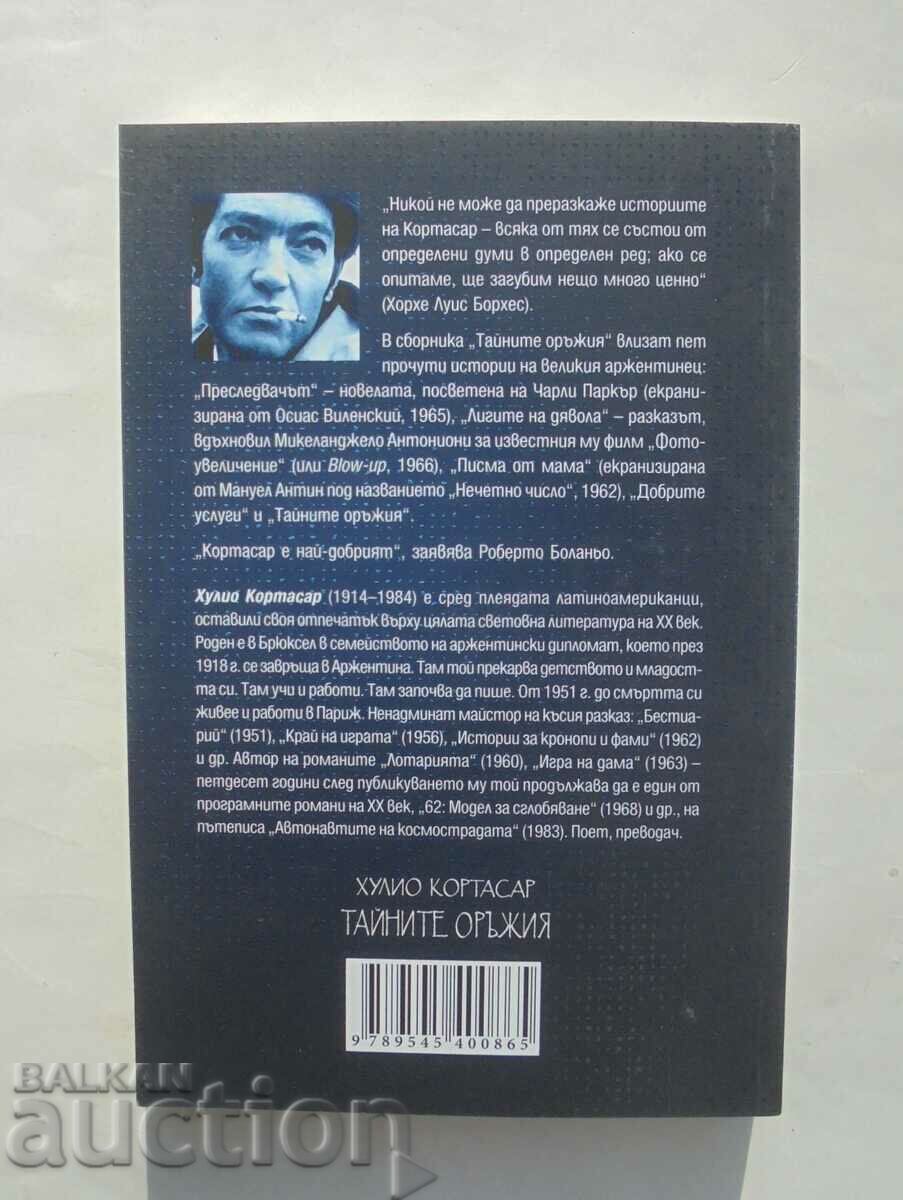 „Никой не може да преразкаже историите
на Кортасар – всяка от тях се състои от
определени думи в определен ред; ако се
опитаме, ще загубим нещо много ценно“
(Хорхе Луис Борхес).
В сборника „Тайните оръжия“ влизат пет
прочути истории на великия аржентинец:
„Преследвачът“ – новелата, посветена на Чарли Паркър (екрани-
зирана от Осиас Виленский, 1965), „Лигите на дявола“ – разказът,
вдъхновил Микеланджело Антониони за известния му филм „Фото-
увеличение“ (или Blow-up, 1966), „Писма от мама“ (екранизирана
от Мануел Антин под названието „Нечетно число“, 1962), „Добрите
услуги“ и „Тайните оръжия“.
„Кортасар е най-добрият“, заявява Роберто Боланьо.
Хулио Кортасар (1914–1984) е сред плеядата латиноамериканци,
оставили своя отпечатък върху цялата световна литература на ХХ век.
Роден е в Брюксел в семейството на аржентински дипломат, което през
1918 г. се завръща в Аржентина. Там той прекарва детството и младост-
та си. Там учи и работи. Там започва да пише. От 1951 г. до смъртта си
живее и работи в Париж. Ненадминат майстор на късия разказ: „Бестиа-
рий“ (1951), „Край на играта“ (1956), „Истории за кронопи и фами“ (1962)
и др. Автор на романите „Лотарията“ (1960), „Игра на дама“ (1963) –
петдесет години след публикуването му той продължава да е един от
програмните романи на ХХ век, „62: Модел за сглобяване“ (1968) и др., на
пътеписа „Автонавтите на космострадата“ (1983). Поет, преводач.
ХУЛИО КОРТАСАР
ТАЙНИТЕ ОРЪЖИЯ
9 789545 400865
BALKAN
auction